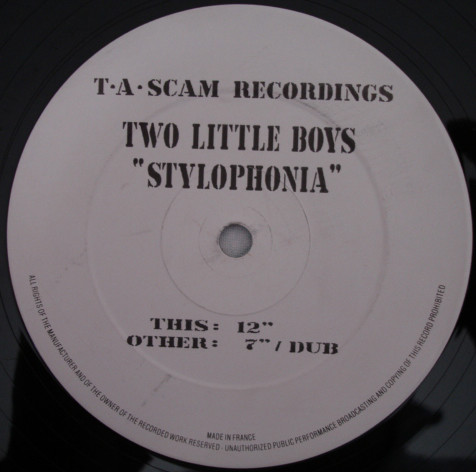 T·A·SCAM RECORDINGS
TWO LITTLE BOYS
"STYLOPHONIA"
THIS: 12"
OTHER: 7" / DUB
MADE IN FRANCE
ALL RIGHTS OF THE MANUFACTURER AND OF THE OWNER OF THE RECORDED WORK RESERVED - UNAUTHORIZED PUBLIC PERFORMANCE BROADCASTING AND COPYING OF THIS RECORD PROHIBITED